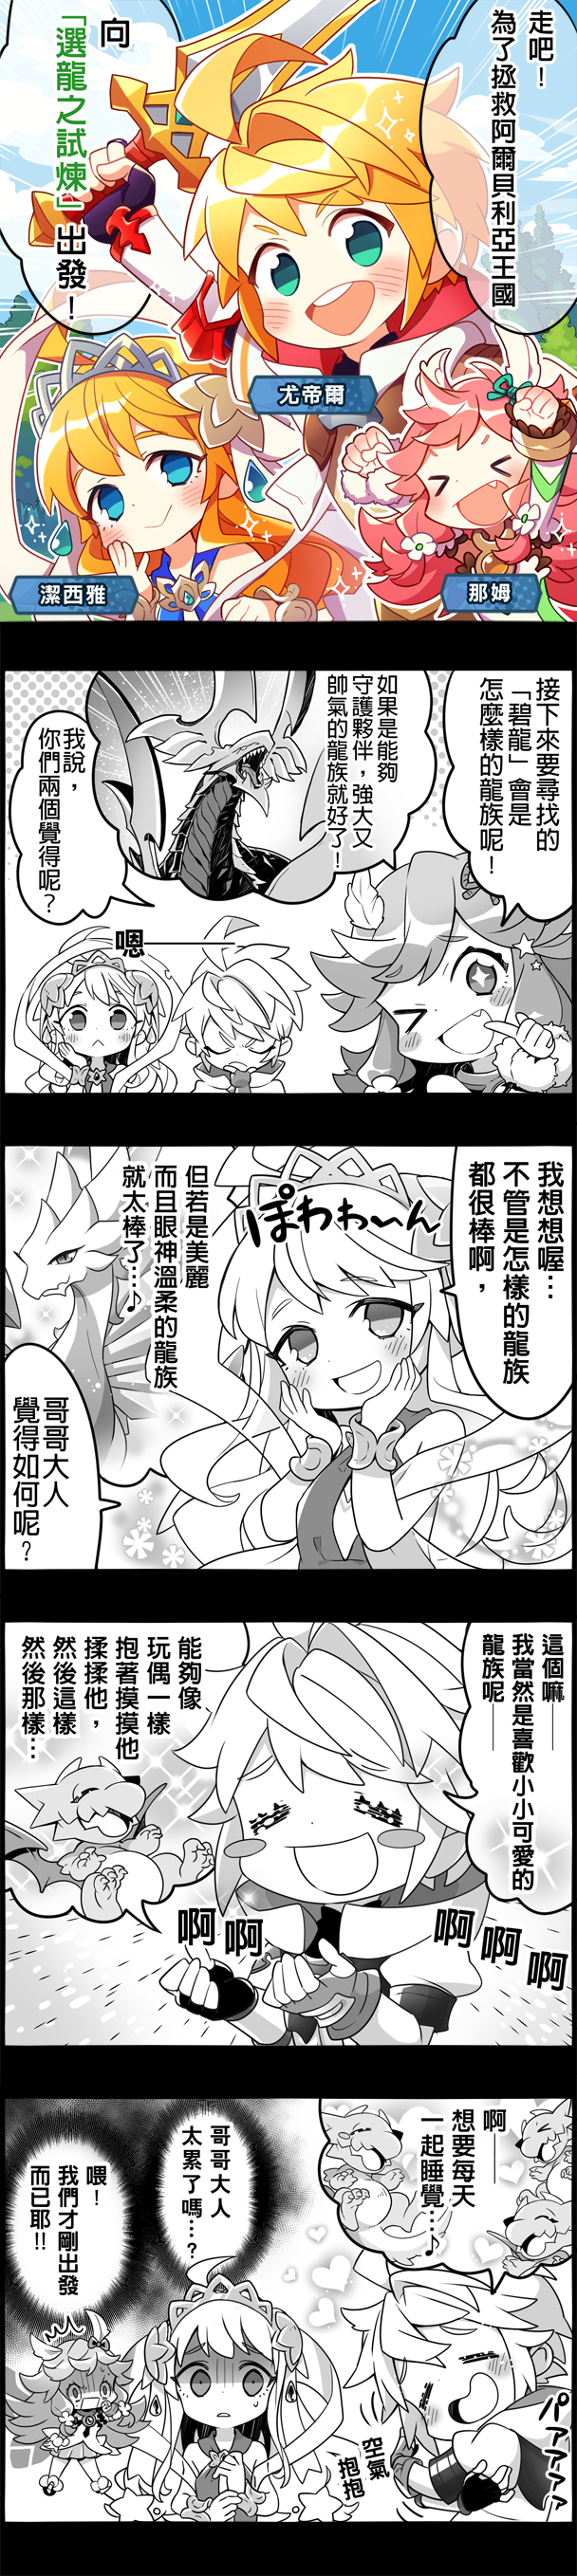 走吧！
為了拯救阿爾貝利亞王國
向
「選龍之試煉」出發！
尤帝爾
潔西雅
那姆
接下來要尋找的
「碧龍」會是
怎麼樣的龍族呢！
如果是能夠
守護夥伴，強大又
帥氣的龍族就好了！
我說，
你們兩個覺得呢？
嗯———
我想想喔…
不管是怎樣的龍族
都很棒啊，
ぽわわ〜ん
但若是美麗
而且眼神溫柔的龍族
就太棒了…♪
哥哥大人
覺得如何呢？
這個嘛——
我當然是喜歡小小可愛的
龍族呢——
能夠像
玩偶一樣
抱著摸摸他
揉揉他，
然後這樣
然後那樣…
啊啊啊
啊啊
啊——
想要每天
一起睡覺…♪
パアァァァ
空氣
抱抱
哥哥大人
太累了嗎…？
喂！
我們才剛出發
而已耶!!